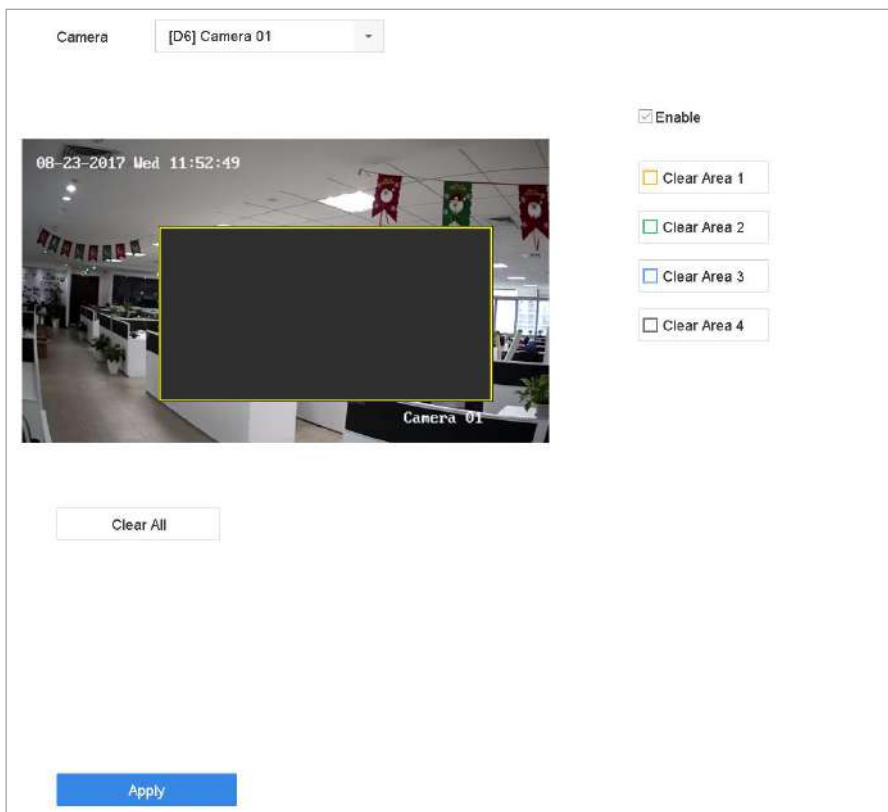 Camera
[D6] Camera 01
Enable
08-23-2017 Wed 11:52:49
Clear Area 1
Clear Area 2
Clear Area 3
Clear Area 4
Camera 01
Clear All
Apply